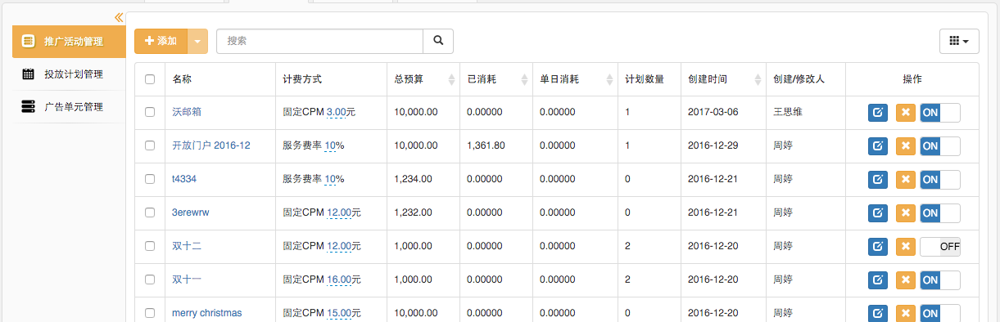 推广活动管理
投放计划管理
广告单元管理
添加 搜索
名称 计费方式 总预算 已消耗 单日消耗 计划数量 创建时间 创建/修改人 操作
沃邮箱 固定CPM 3.00元 10,000.00 0.00000 0.00000 1 2017-03-06 王思维 ON
开放门户 2016-12 服务费率 10% 10,000.00 1,361.80 0.00000 1 2016-12-29 周婷 ON
t4334 服务费率 10% 1,234.00 0.00000 0.00000 0 2016-12-21 周婷 ON
3erewrw 固定CPM 12.00元 1,232.00 0.00000 0.00000 0 2016-12-21 周婷 ON
双十二 固定CPM 12.00元 1,000.00 0.00000 0.00000 2 2016-12-20 周婷 OFF
双十一 固定CPM 16.00元 1,000.00 0.00000 0.00000 2 2016-12-20 周婷 ON
merry christmas 固定CPM 15.00元 10,000.00 0.00000 0.00000 0 2016-12-20 周婷 ON